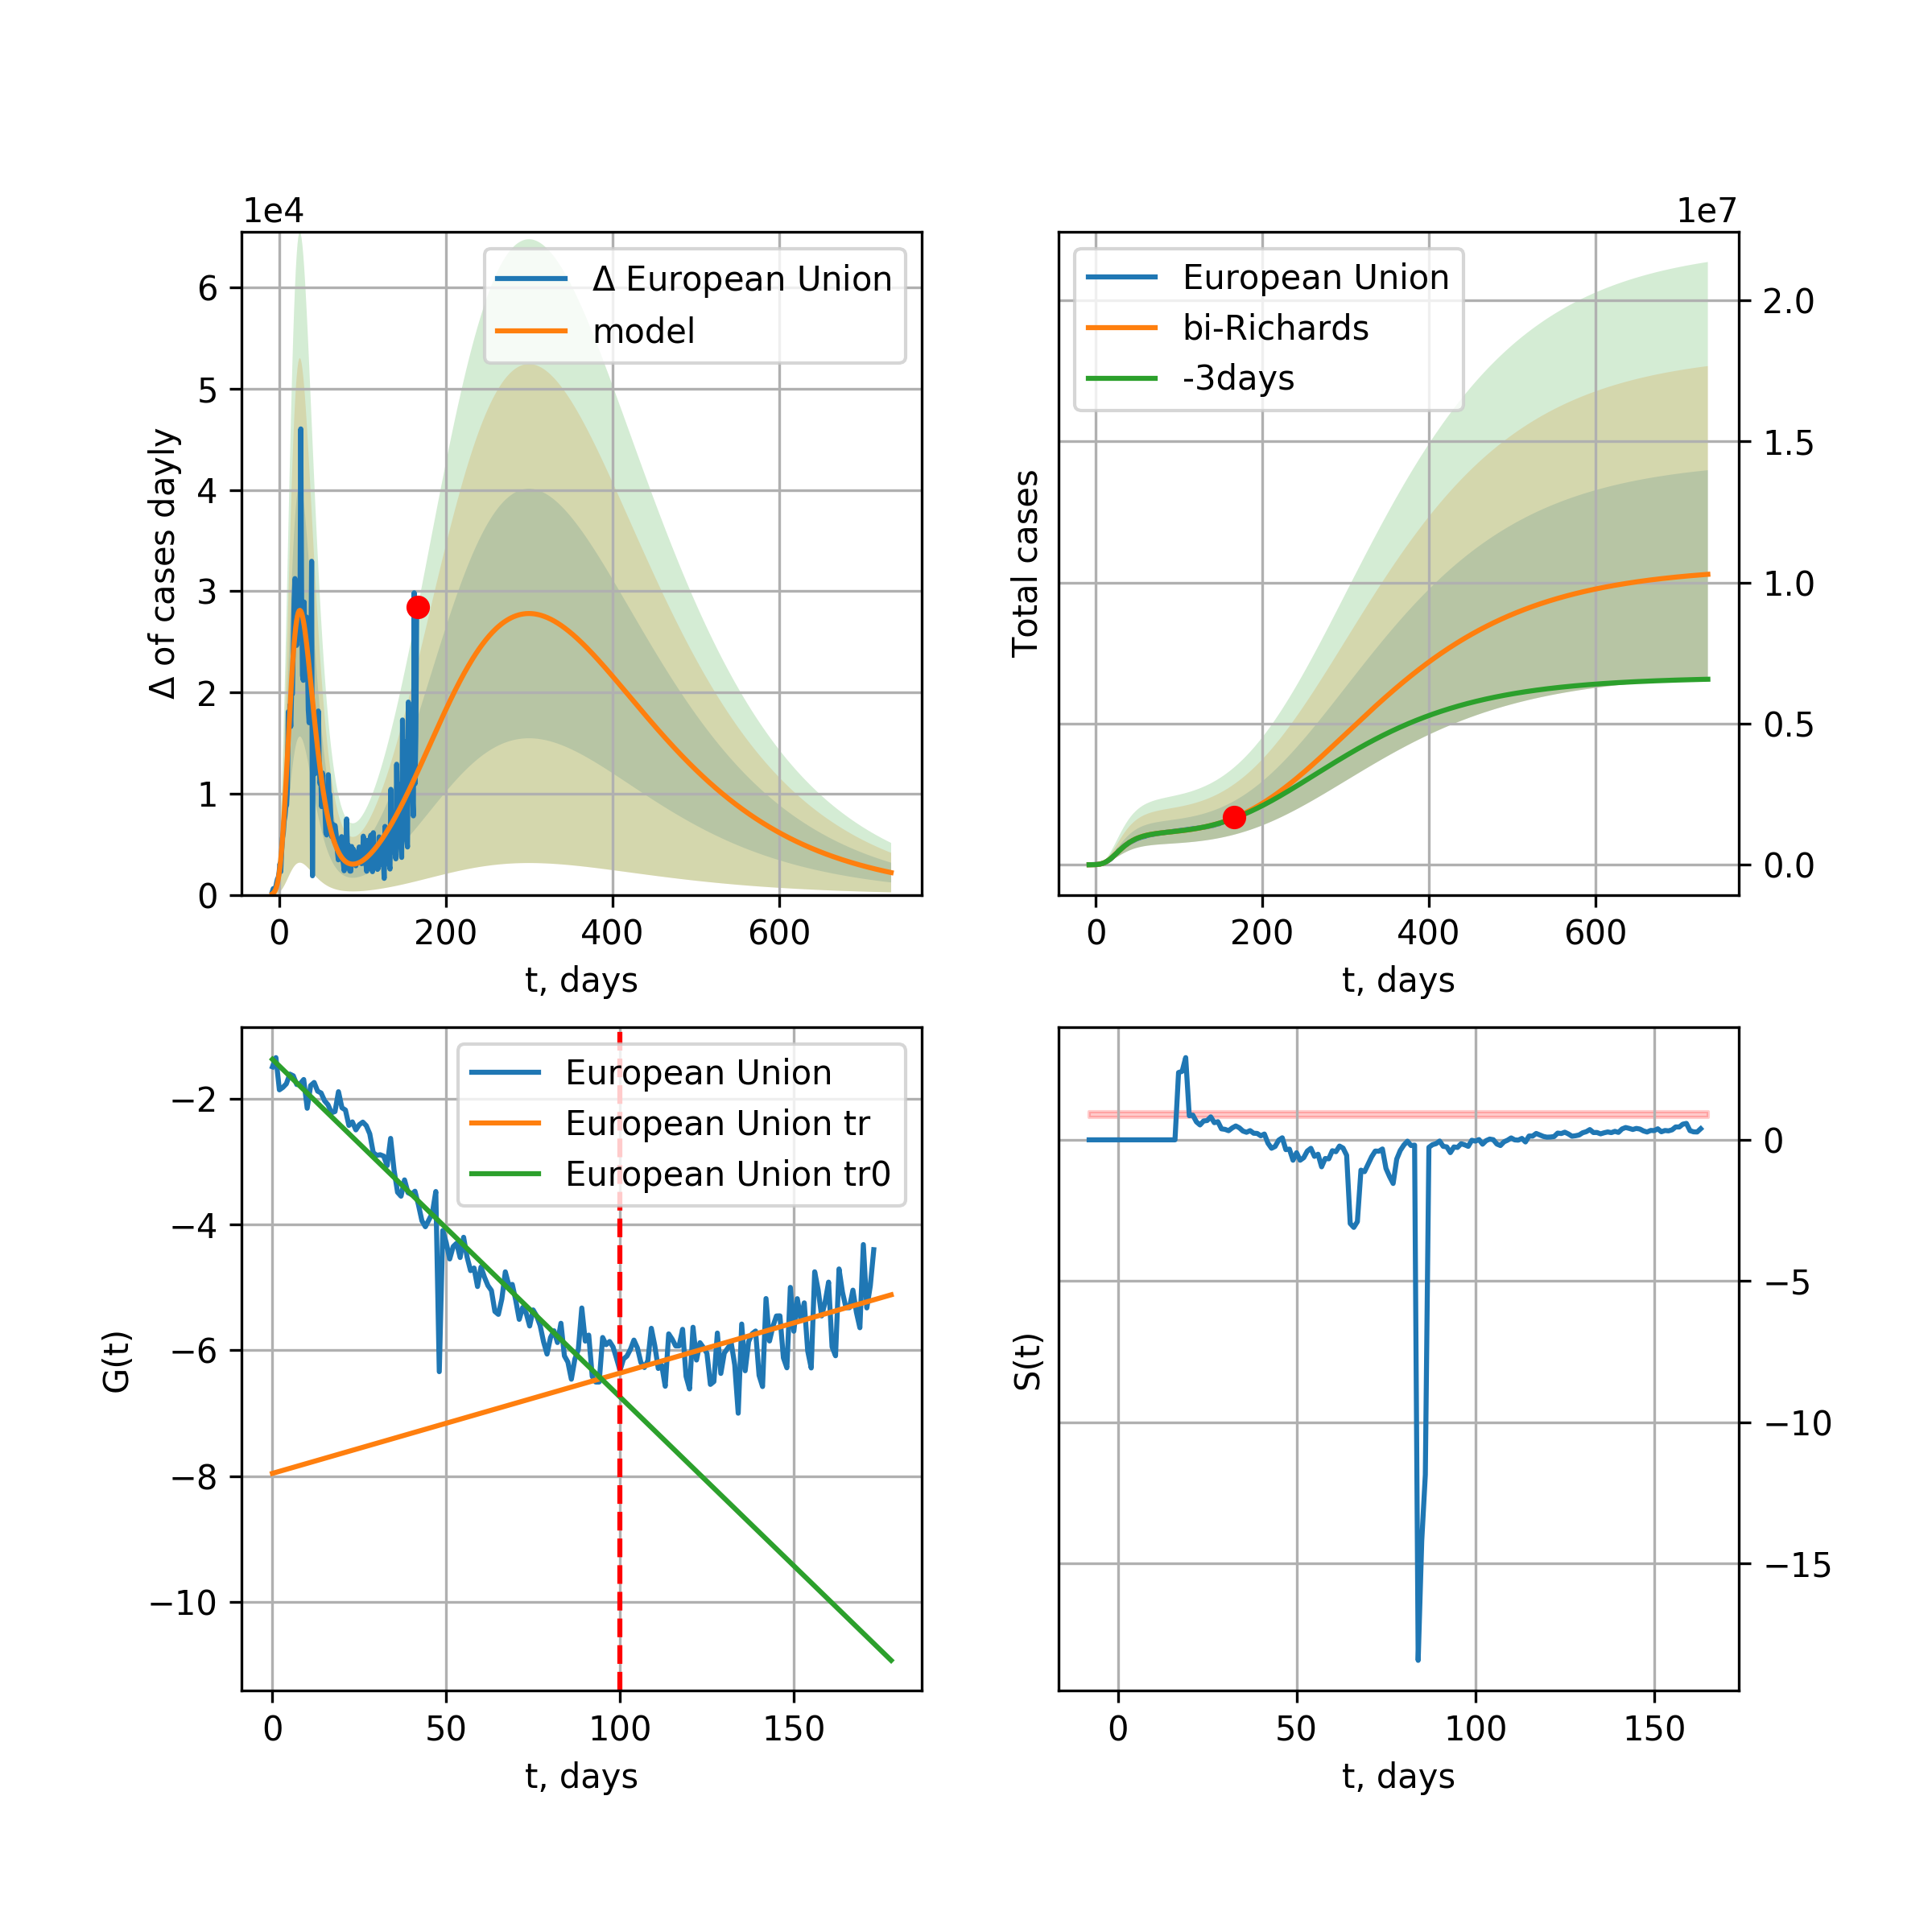 1e4
Δ European Union
model
6
5
4
3
2
1
0
Δ of cases dayly
0 200 400 600
t, days
1e7
European Union
bi-Richards
-3days
2.0
1.5
1.0
0.5
0.0
Total cases
0 200 400 600
t, days
European Union
European Union tr
European Union tr0
−2
−4
−6
−8
−10
G(t)
0 50 100 150
t, days
0
−5
−10
−15
S(t)
0 50 100 150
t, days